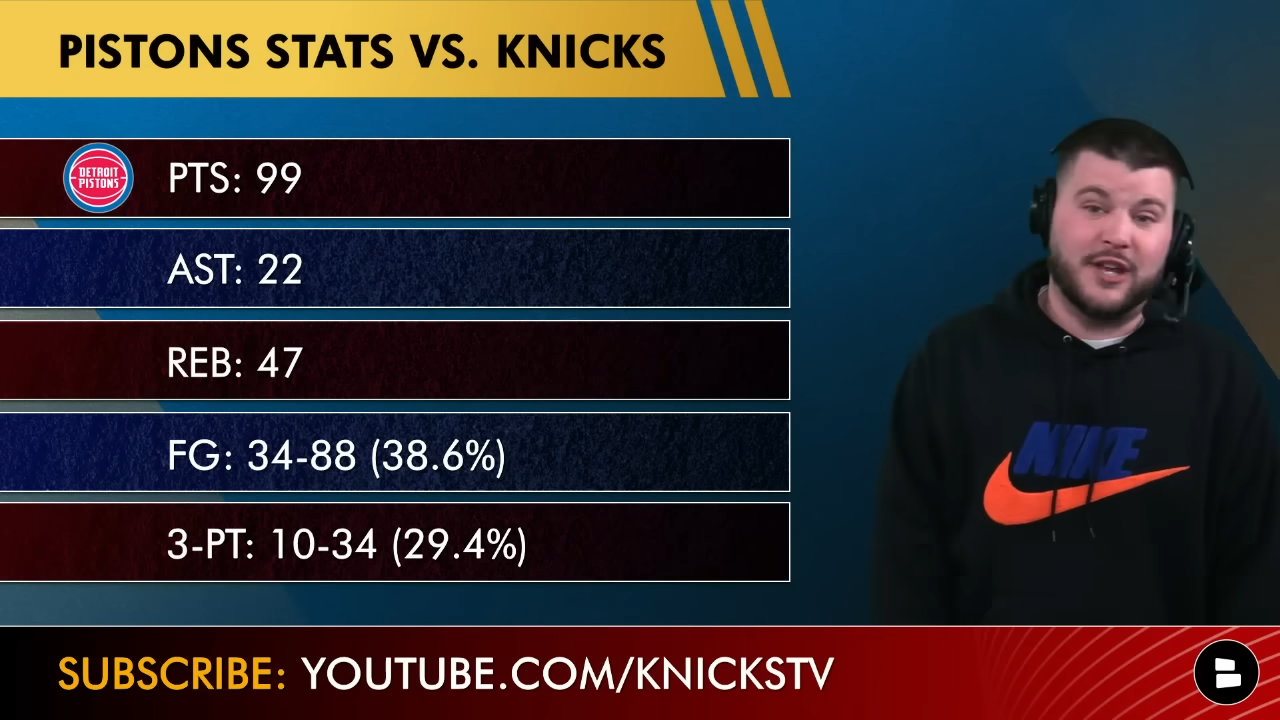 PISTONS STATS VS. KNICKS
DETROIT
PISTONS
PTS: 99
AST: 22
REB: 47
FG: 34-88 (38.6%)
3-PT: 10-34 (29.4%)
NIKE
SUBSCRIBE: YOUTUBE.COM/KNICKSTV